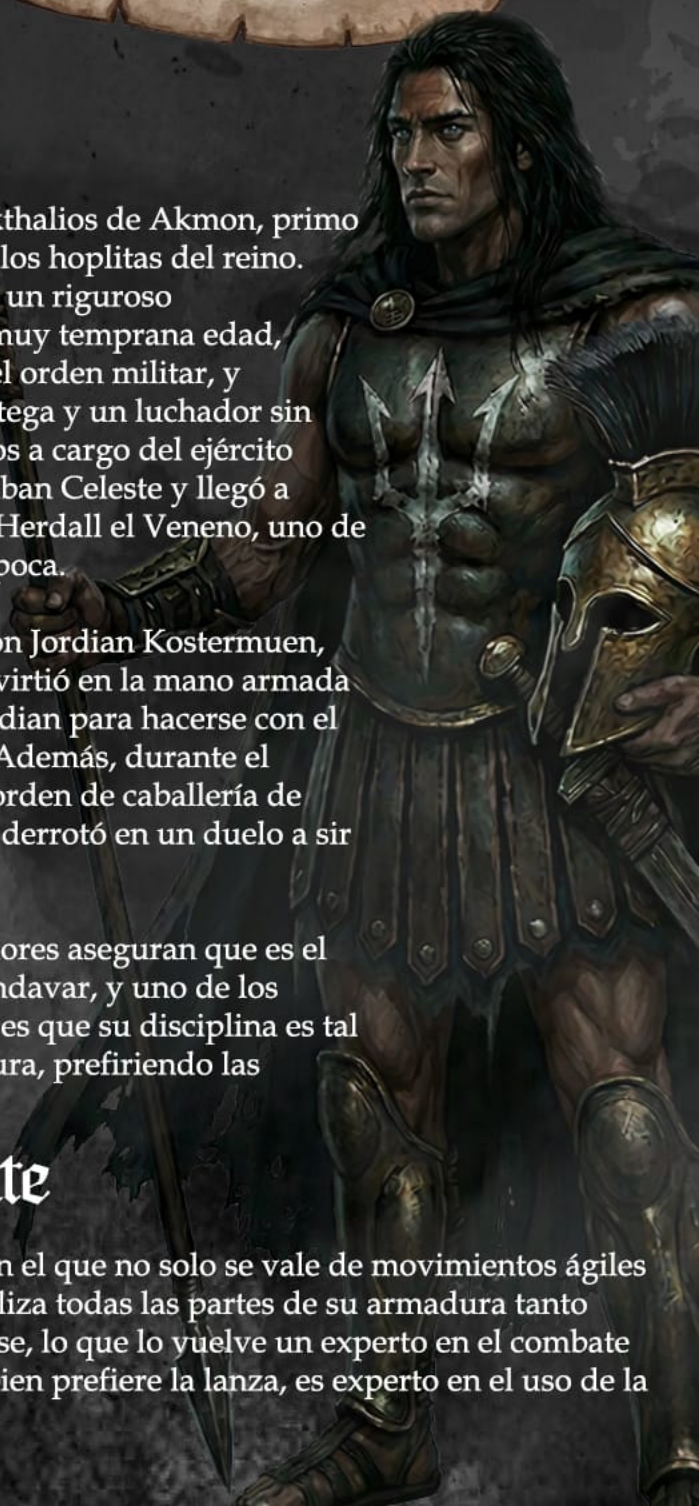 kthalios de Akmon, primo
los hoplitas del reino.
un riguroso
muy temprana edad,
el orden militar, y
tega y un luchador sin
os a cargo del ejército
ban Celeste y llegó a
Herdall el Veneno, uno de
poca.
on Jordian Kostermuen,
virtió en la mano armada
dian para hacerse con el
Además, durante el
orden de caballería de
derrotó en un duelo a sir
ores aseguran que es el
ndavar, y uno de los
es que su disciplina es tal
ura, prefiriendo las
te
n el que no solo se vale de movimientos ágiles
liza todas las partes de su armadura tanto
se, lo que lo vuelve un experto en el combate
ien prefiere la lanza, es experto en el uso de la